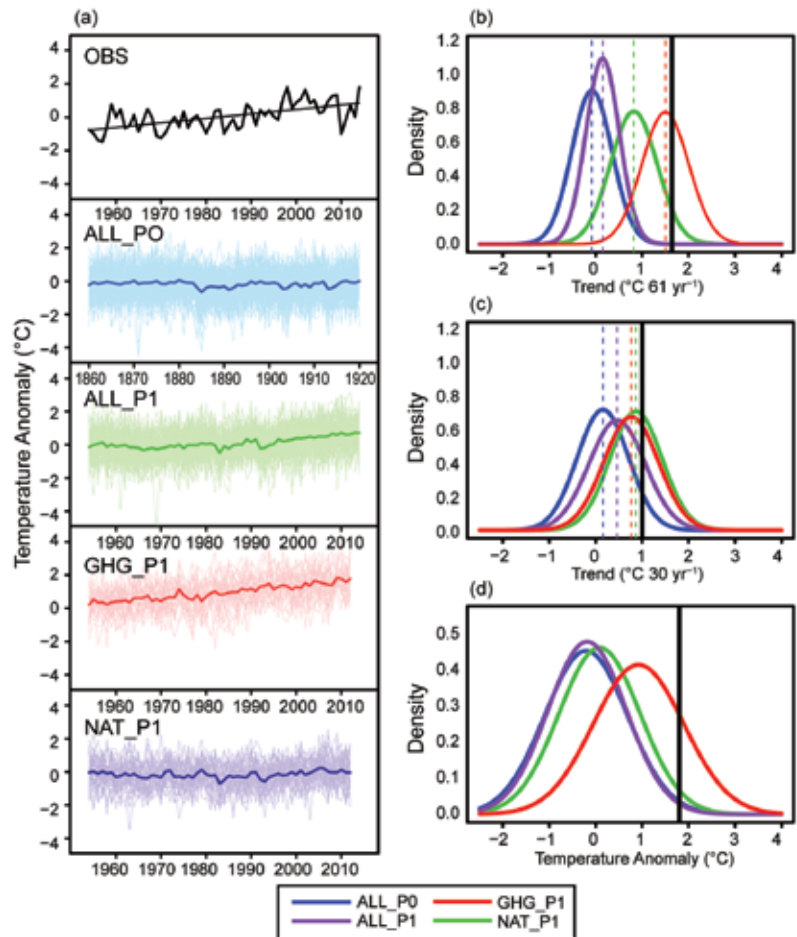 (a)
Temperature Anomaly (°C)
OBS
4
2
0
−2
−4
1960 1970 1980 1990 2000 2010
ALL_PO
4
2
0
−2
−4
1860 1870 1880 1890 1900 1910 1920
ALL_P1
4
2
0
−2
−4
1960 1970 1980 1990 2000 2010
GHG_P1
4
2
0
−2
−4
1960 1970 1980 1990 2000 2010
NAT_P1
4
2
0
−2
−4
1960 1970 1980 1990 2000 2010
(b)
Density
1.2
1.0
0.8
0.6
0.4
0.2
0.0
−2 −1 0 1 2 3 4
Trend (°C 61 yr⁻¹)
(c)
Density
1.2
1.0
0.8
0.6
0.4
0.2
0.0
−2 −1 0 1 2 3 4
Trend (°C 30 yr⁻¹)
(d)
Density
0.5
0.4
0.3
0.2
0.1
0.0
−2 −1 0 1 2 3 4
Temperature Anomaly (°C)
ALL_P0 GHG_P1
ALL_P1 NAT_P1